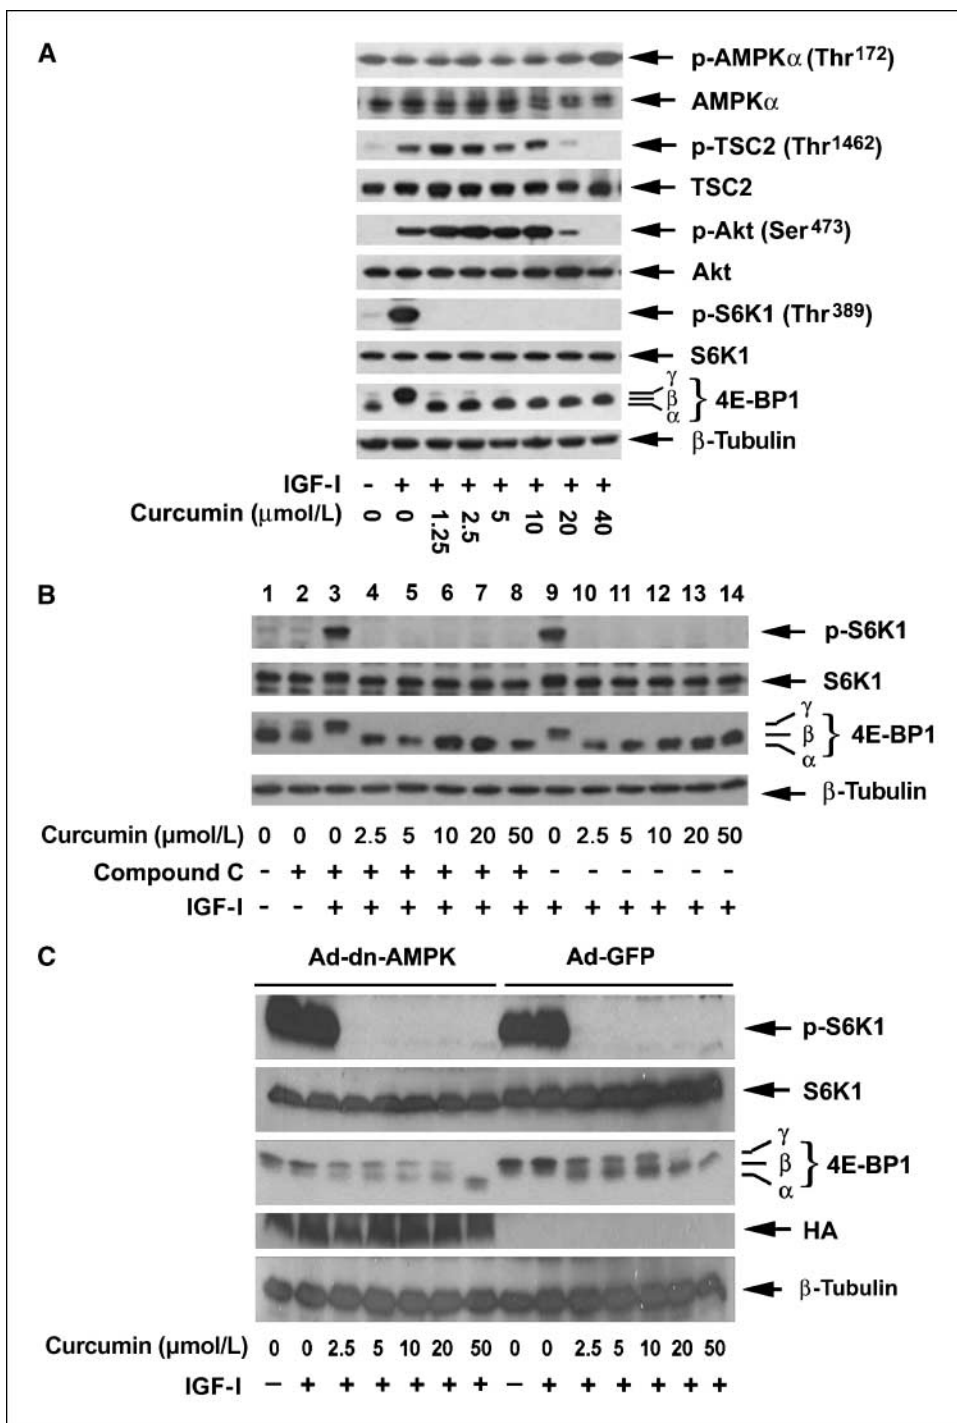 A
p-AMPKα (Thr172)
AMPKα
p-TSC2 (Thr1462)
TSC2
p-Akt (Ser473)
Akt
p-S6K1 (Thr389)
S6K1
γ
β } 4E-BP1
α
β-Tubulin
IGF-I - + + + + + + +
Curcumin (μmol/L) 0 0 1.25 2.5 5 10 20 40
B 1 2 3 4 5 6 7 8 9 10 11 12 13 14
p-S6K1
S6K1
γ
β } 4E-BP1
α
β-Tubulin
Curcumin (μmol/L) 0 0 0 2.5 5 10 20 50 0 2.5 5 10 20 50
Compound C - + + + + + + + - - - - - -
IGF-I - - + + + + + + + + + + + +
C Ad-dn-AMPK Ad-GFP
p-S6K1
S6K1
γ
β } 4E-BP1
α
HA
β-Tubulin
Curcumin (μmol/L) 0 0 2.5 5 10 20 50 0 0 2.5 5 10 20 50
IGF-I – + + + + + + – + + + + + +